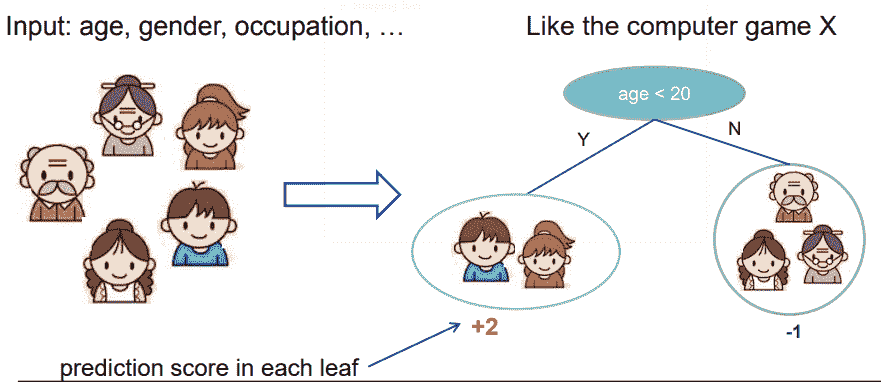 Input: age, gender, occupation, …
Like the computer game X
age < 20
Y
N
+2
-1
prediction score in each leaf